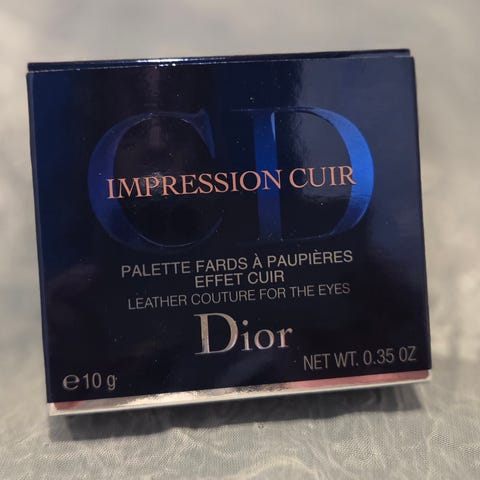 CD
IMPRESSION CUIR
PALETTE FARDS À PAUPIÈRES
EFFET CUIR
LEATHER COUTURE FOR THE EYES
Dior
℮10 g
NET WT. 0.35 OZ